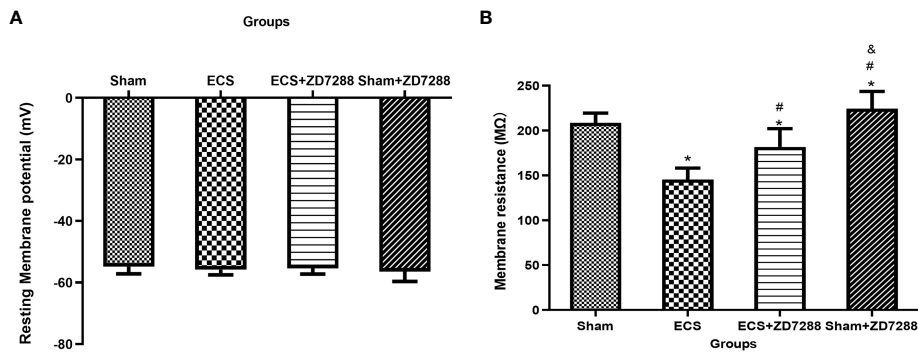 A
Groups
Sham ECS ECS+ZD7288 Sham+ZD7288
0
-20
-40
-60
-80
Resting Membrane potential (mV)
B
&
#
*
#
*
*
250
200
150
100
50
0
Membrane resistance (MΩ)
Sham ECS ECS+ZD7288 Sham+ZD7288
Groups